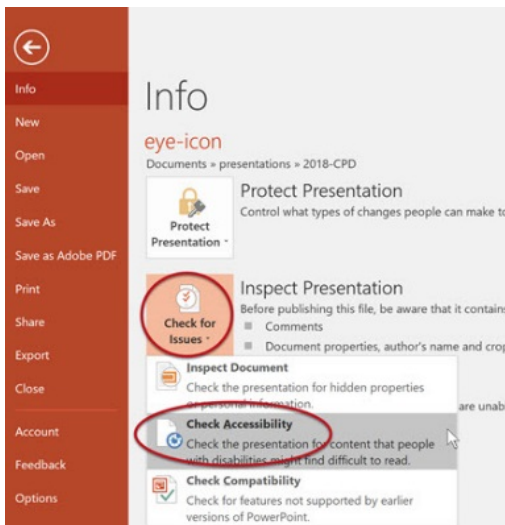 Info
New
Open
Save
Save As
Save as Adobe PDF
Print
Share
Export
Close
Account
Feedback
Options
Info
eye-icon
Documents » presentations » 2018-CPD
Protect
Presentation
Protect Presentation
Control what types of changes people can make to
Check for
Issues
Inspect Presentation
Before publishing this file, be aware that it contains
Comments
Document properties, author's name and crop
are unab
Inspect Document
Check the presentation for hidden properties
or personal information.
Check Accessibility
Check the presentation for content that people
with disabilities might find difficult to read.
Check Compatibility
Check for features not supported by earlier
versions of PowerPoint.